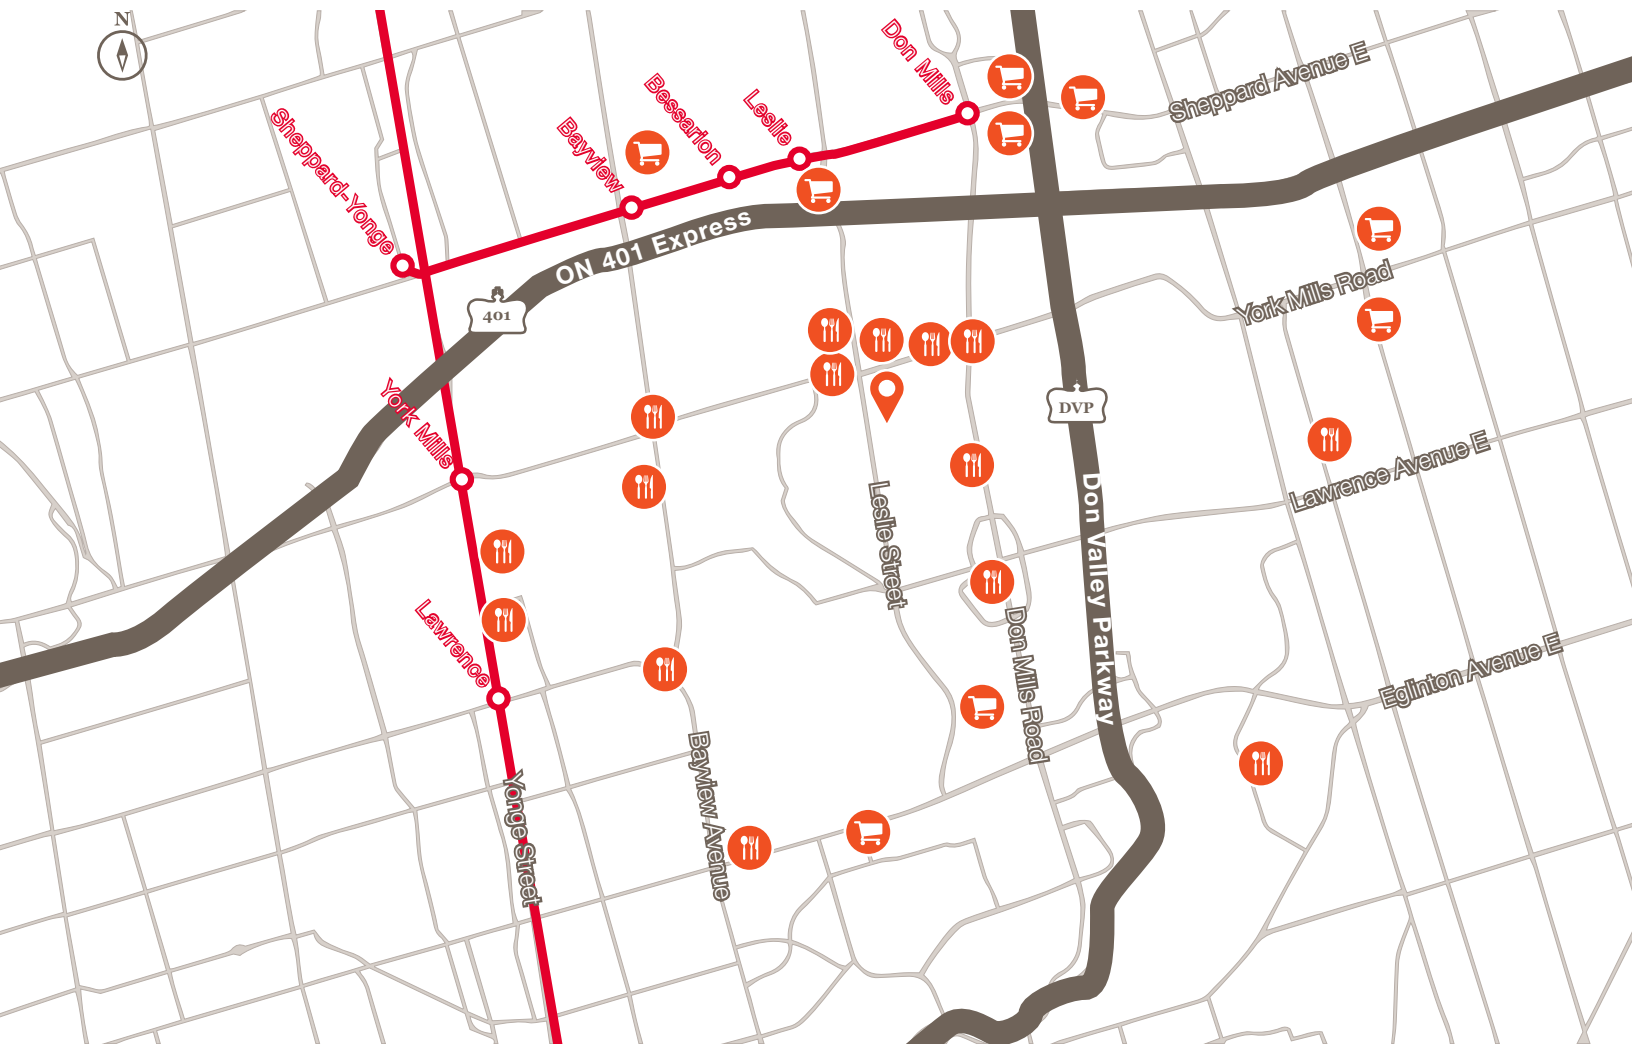 N
Don Mills
Sheppard Avenue E
Bessarion
Leslie
Sheppard-Yonge
Bayview
ON 401 Express
401
York Mills Road
York Mills
DVP
Lawrence Avenue E
Leslie Street
Don Valley Parkway
Lawrence
Don Mills Road
Eglinton Avenue E
Bayview Avenue
Yonge Street